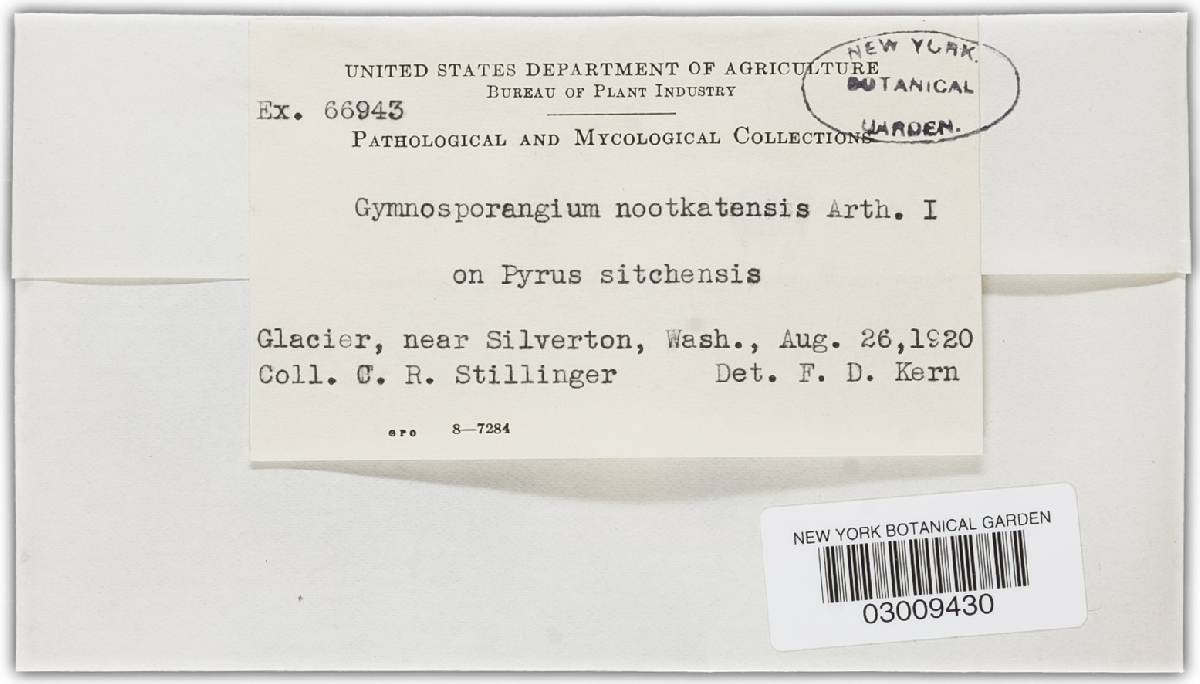 UNITED STATES DEPARTMENT OF AGRICULTURE
BUREAU OF PLANT INDUSTRY
Ex. 66943
PATHOLOGICAL AND MYCOLOGICAL COLLECTIONS
NEW YORK
BOTANICAL
GARDEN.
Gymnosporangium nootkatensis Arth. I
on Pyrus sitchensis
Glacier, near Silverton, Wash., Aug. 26,1920
Coll. C. R. Stillinger Det. F. D. Kern
GPO 8—7284
NEW YORK BOTANICAL GARDEN
03009430